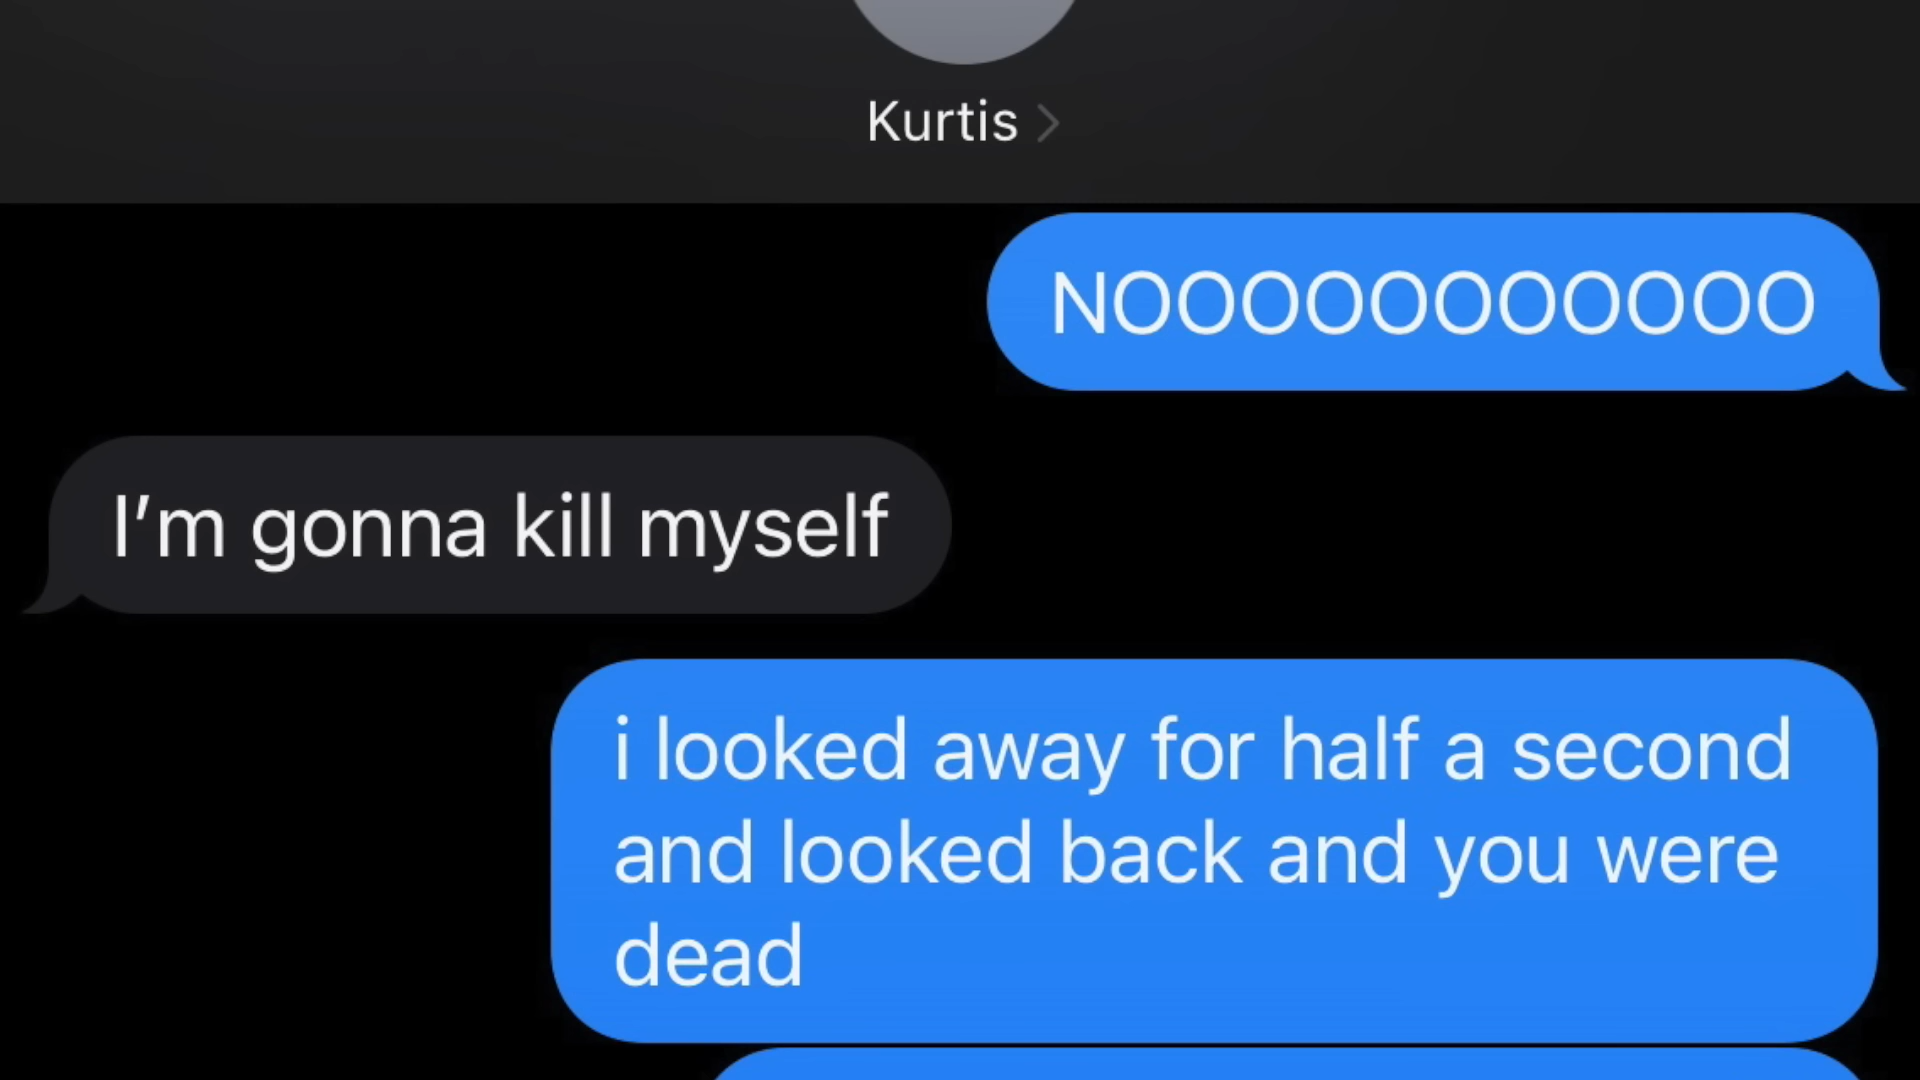 Kurtis
NOOOOOOOOOOO
I’m gonna kill myself
i looked away for half a second
and looked back and you were
dead